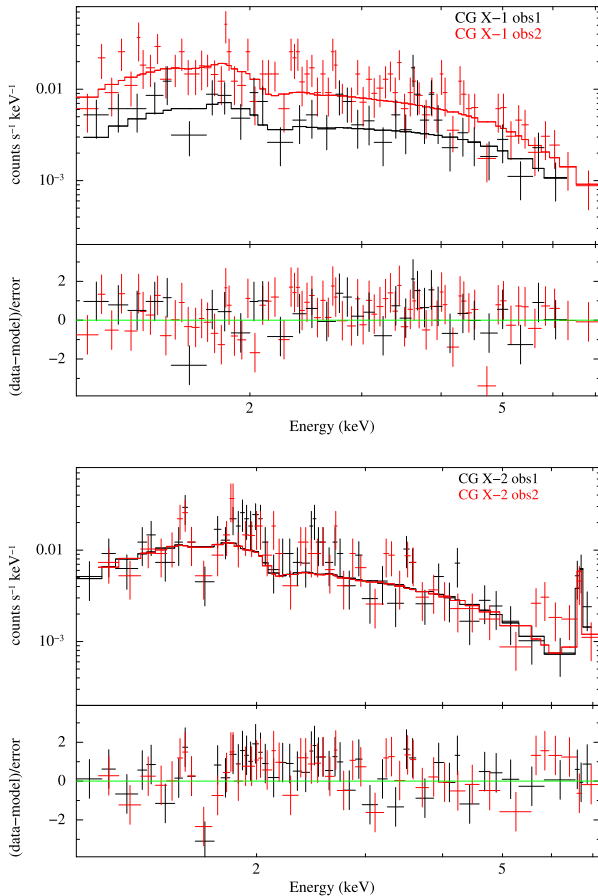 CG X−1 obs1
CG X−1 obs2
counts s⁻¹ keV⁻¹
0.01
10⁻³
(data−model)/error
2
0
−2
2
5
Energy (keV)
CG X−2 obs1
CG X−2 obs2
counts s⁻¹ keV⁻¹
0.01
10⁻³
(data−model)/error
2
0
−2
2
5
Energy (keV)